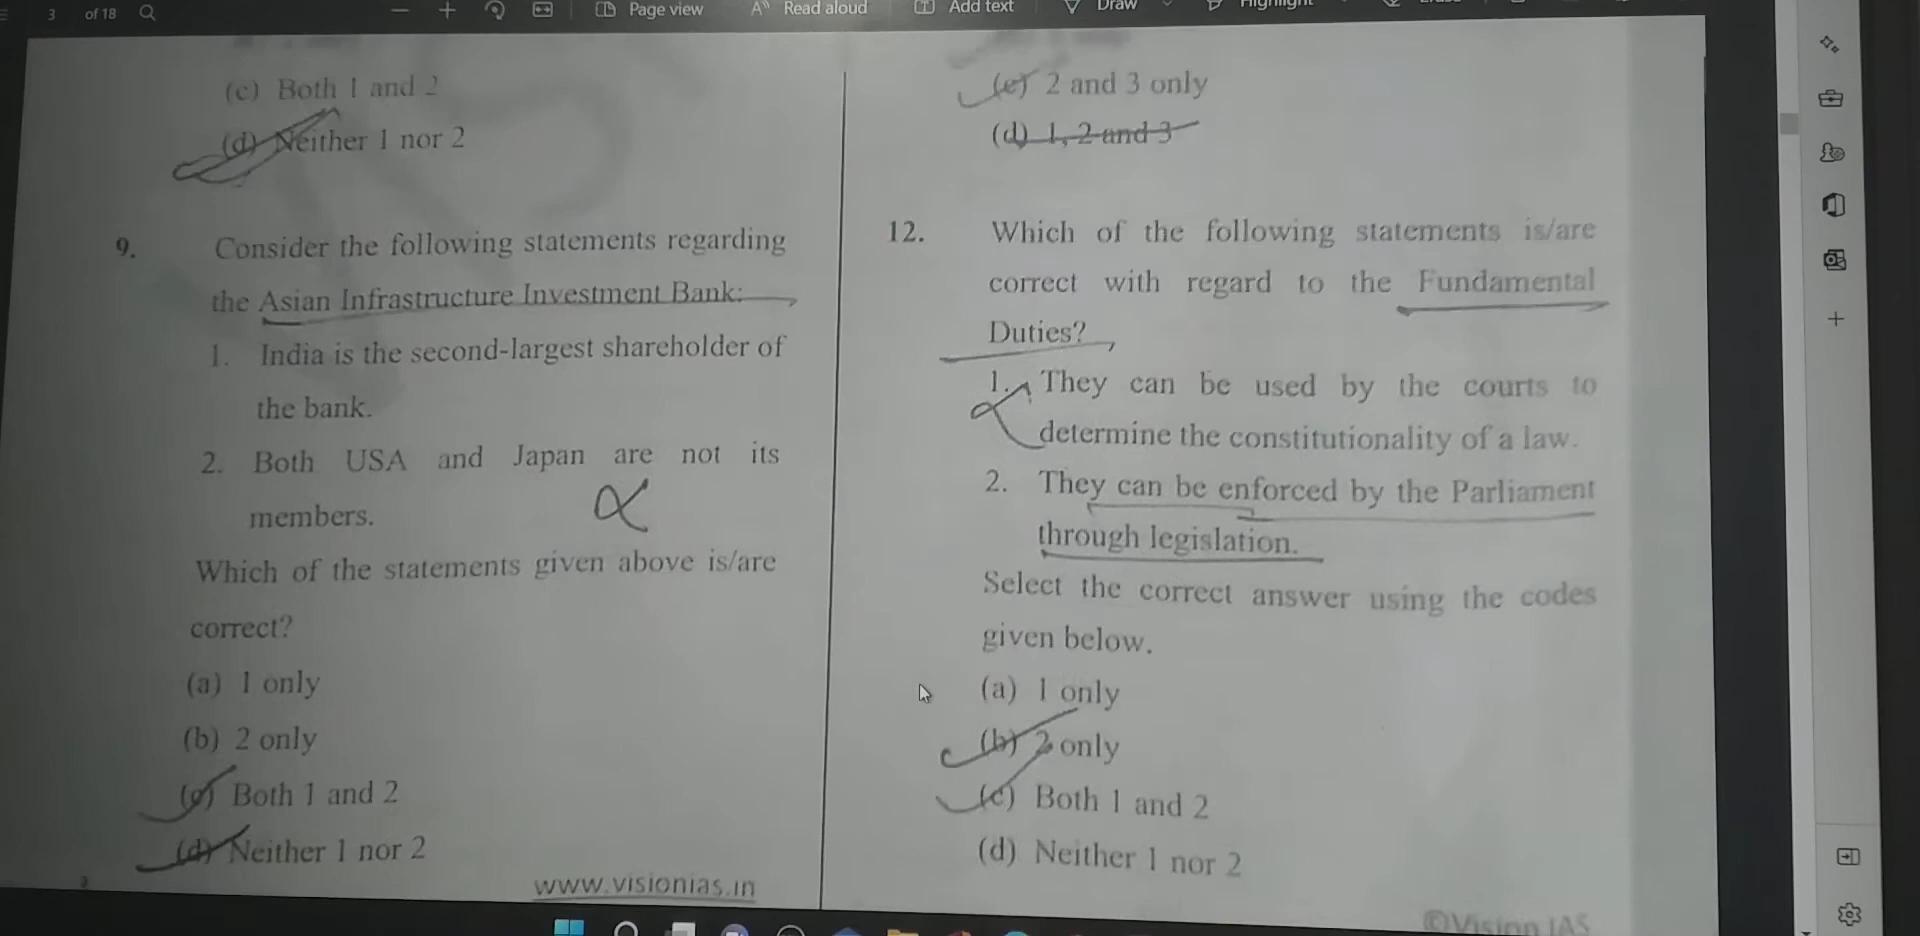 3 of 18
Page view
Read aloud
Add text
Draw
Highlight
(c) Both 1 and 2
(d) Neither 1 nor 2
9. Consider the following statements regarding
the Asian Infrastructure Investment Bank:
1. India is the second-largest shareholder of
the bank.
2. Both USA and Japan are not its
members.
Which of the statements given above is/are
correct?
(a) 1 only
(b) 2 only
(c) Both 1 and 2
(d) Neither 1 nor 2
www.visionias.in
(c) 2 and 3 only
(d) 1, 2 and 3
12. Which of the following statements is/are
correct with regard to the Fundamental
Duties?
1. They can be used by the courts to
determine the constitutionality of a law.
2. They can be enforced by the Parliament
through legislation.
Select the correct answer using the codes
given below.
(a) 1 only
(b) 2 only
(c) Both 1 and 2
(d) Neither 1 nor 2
©Vision IAS